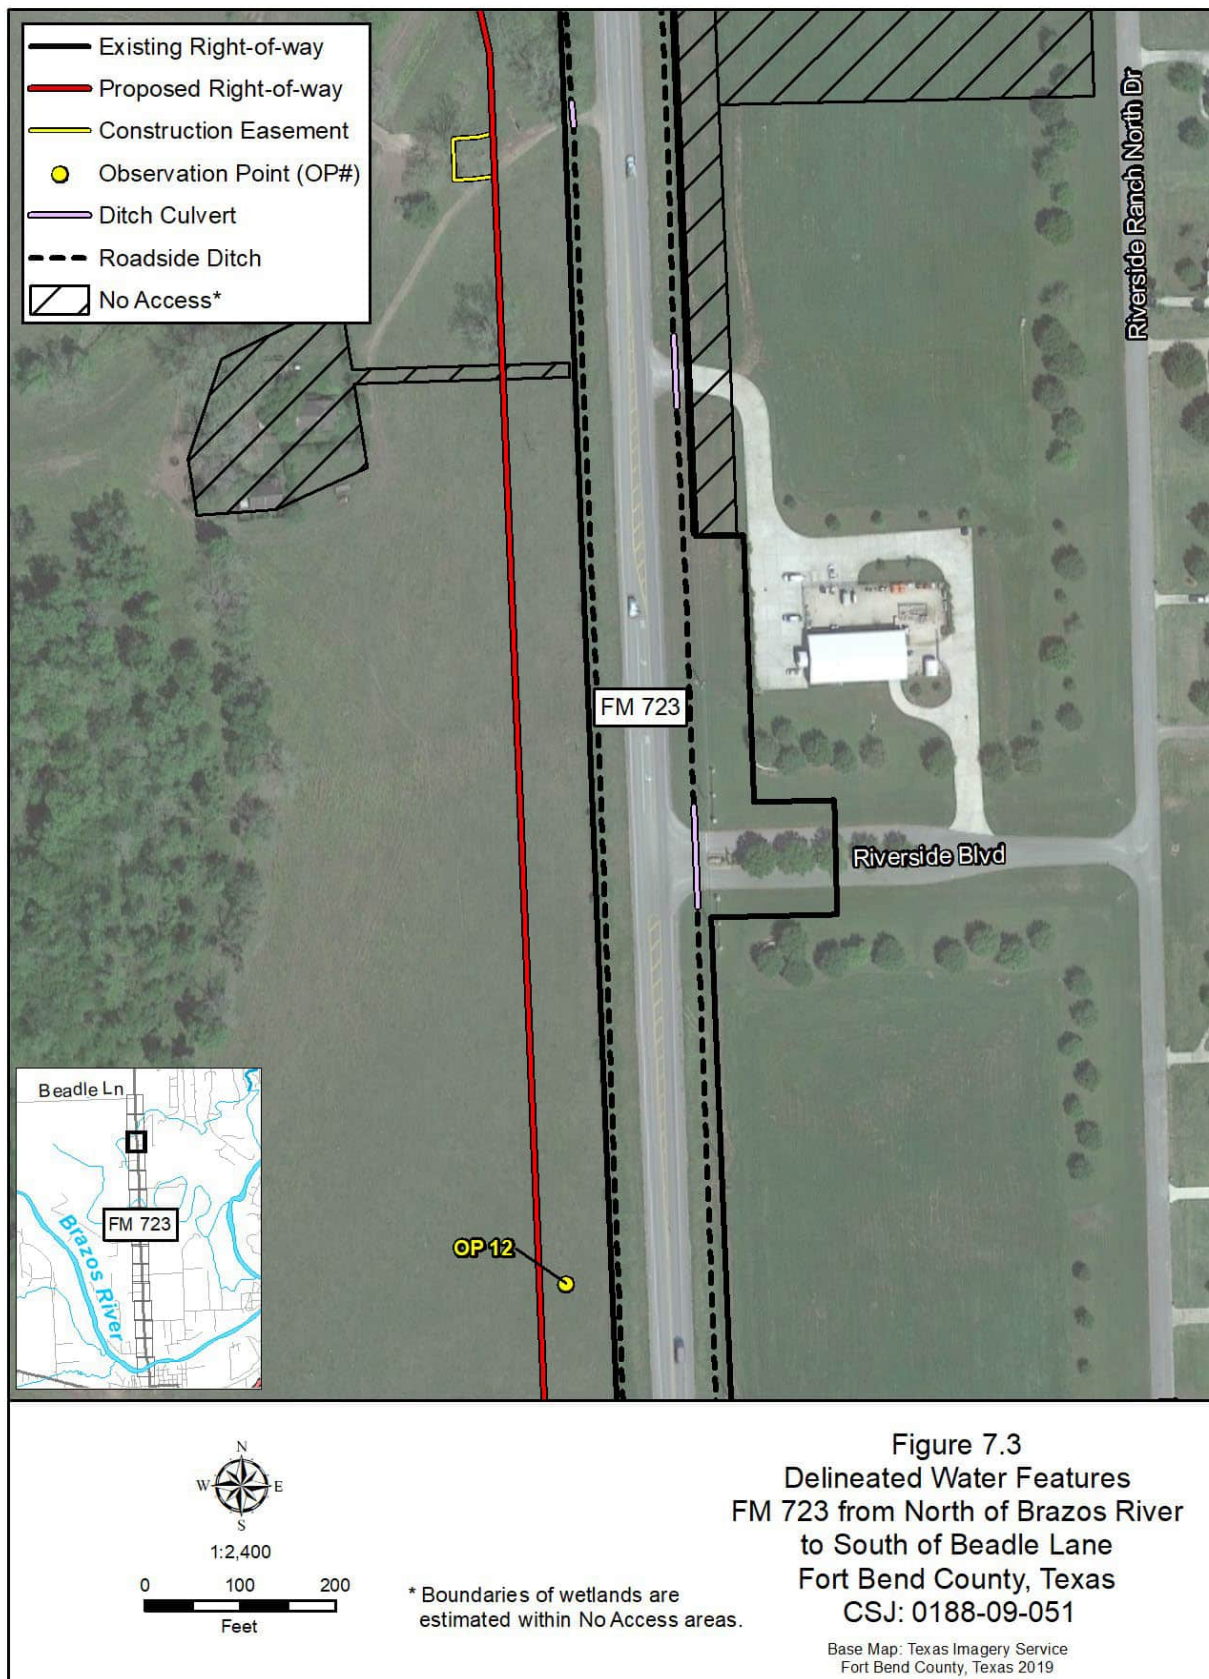 Existing Right-of-way
Proposed Right-of-way
Construction Easement
Observation Point (OP#)
Ditch Culvert
Roadside Ditch
No Access*
Riverside Ranch North Dr
FM 723
Riverside Blvd
OP 12
Beadle Ln
FM 723
Brazos River
N
W E
S
1:2,400
0 100 200
Feet
* Boundaries of wetlands are
estimated within No Access areas.
Figure 7.3
Delineated Water Features
FM 723 from North of Brazos River
to South of Beadle Lane
Fort Bend County, Texas
CSJ: 0188-09-051
Base Map: Texas Imagery Service
Fort Bend County, Texas 2019